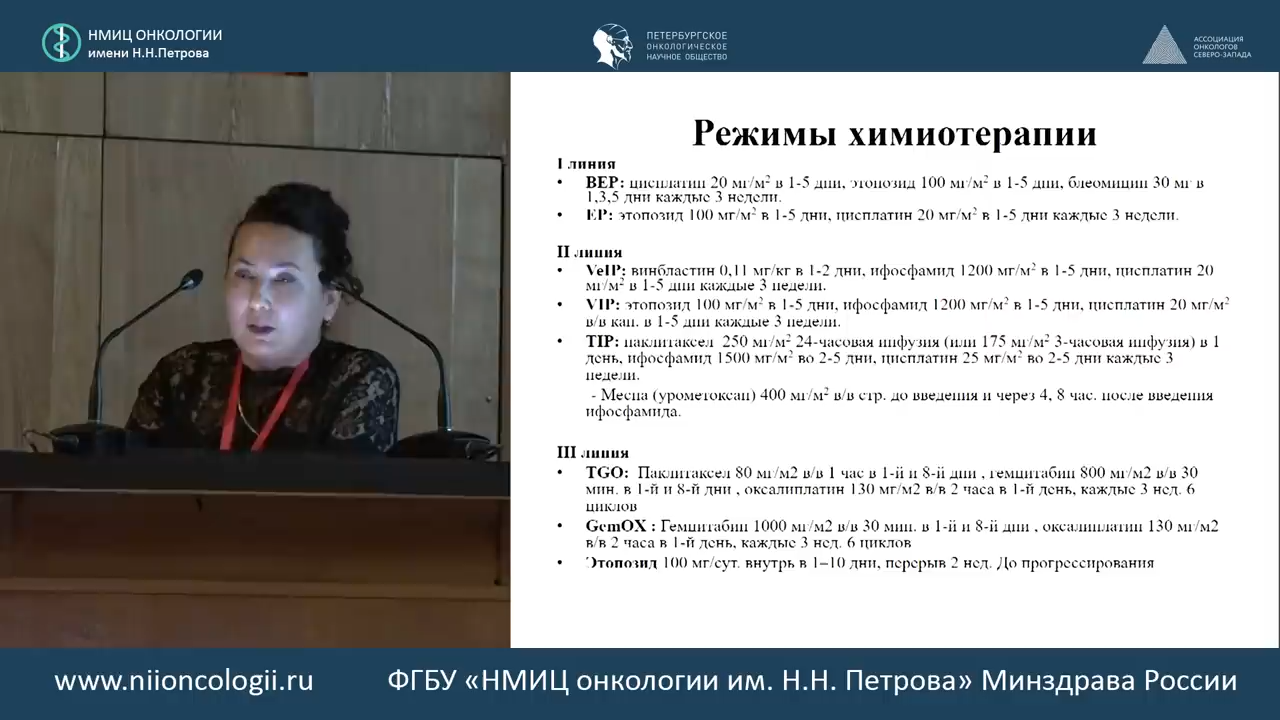 НМИЦ ОНКОЛОГИИ
имени Н.Н.Петрова
ПЕТЕРБУРГСКОЕ
ОНКОЛОГИЧЕСКОЕ
НАУЧНОЕ ОБЩЕСТВО
АССОЦИАЦИЯ
ОНКОЛОГОВ
СЕВЕРО-ЗАПАДА
Режимы химиотерапии
I линия
• BEP: цисплатин 20 мг/м² в 1-5 дни, этопозид 100 мг/м² в 1-5 дни, блеомицин 30 мг в
1,3,5 дни каждые 3 недели.
• EP: этопозид 100 мг/м² в 1-5 дни, цисплатин 20 мг/м² в 1-5 дни каждые 3 недели.
II линия
• VeIP: винбластин 0,11 мг/кг в 1-2 дни, ифосфамид 1200 мг/м² в 1-5 дни, цисплатин 20
мг/м² в 1-5 дни каждые 3 недели.
• VIP: этопозид 100 мг/м² в 1-5 дни, ифосфамид 1200 мг/м² в 1-5 дни, цисплатин 20 мг/м²
в/в кап. в 1-5 дни каждые 3 недели.
• TIP: паклитаксел 250 мг/м² 24-часовая инфузия (или 175 мг/м² 3-часовая инфузия) в 1
день, ифосфамид 1500 мг/м² во 2-5 дни, цисплатин 25 мг/м² во 2-5 дни каждые 3
недели.
- Месна (урометоксан) 400 мг/м² в/в стр. до введения и через 4, 8 час. после введения
ифосфамида.
III линия
• TGO: Паклитаксел 80 мг/м2 в/в 1 час в 1-й и 8-й дни , гемцитабин 800 мг/м2 в/в 30
мин. в 1-й и 8-й дни , оксалиплатин 130 мг/м2 в/в 2 часа в 1-й день, каждые 3 нед. 6
циклов
• GemOX : Гемцитабин 1000 мг/м2 в/в 30 мин. в 1-й и 8-й дни , оксалиплатин 130 мг/м2
в/в 2 часа в 1-й день, каждые 3 нед. 6 циклов
• Этопозид 100 мг/сут. внутрь в 1–10 дни, перерыв 2 нед. До прогрессирования
www.niioncologii.ru
ФГБУ «НМИЦ онкологии им. Н.Н. Петрова» Минздрава России